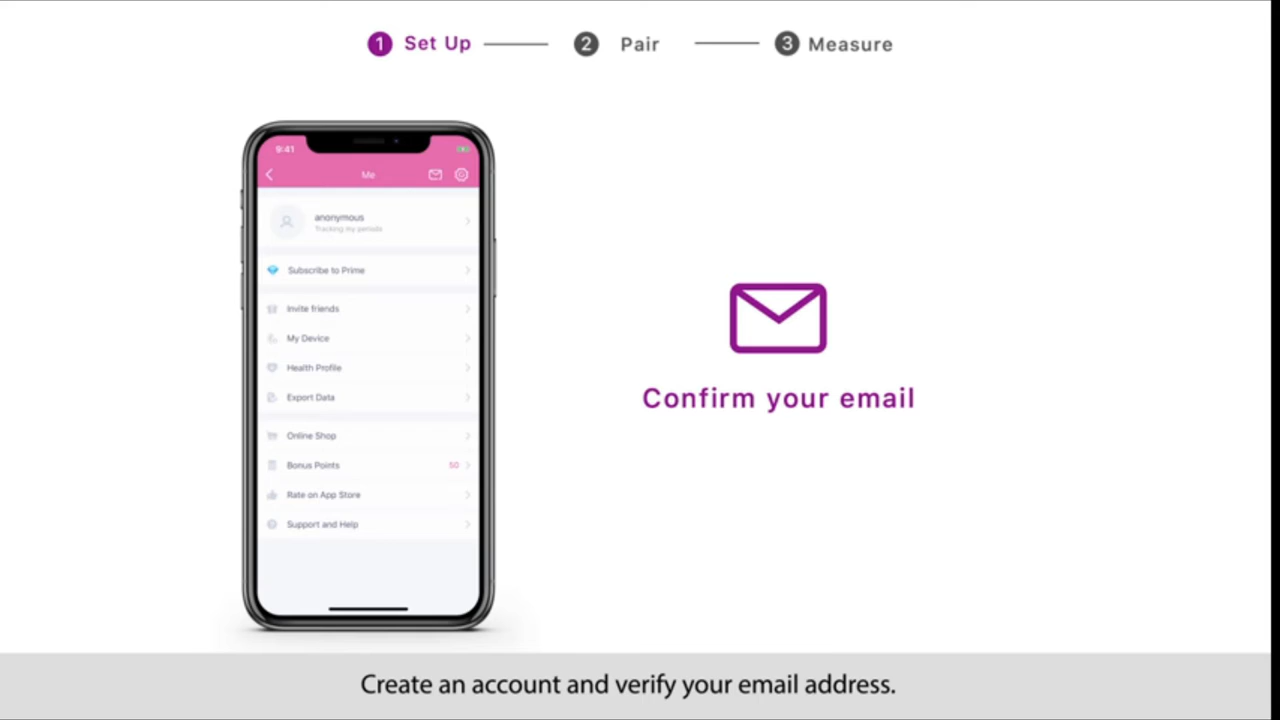 1 Set Up 2 Pair 3 Measure
9:41
Me
anonymous
Tracking my periods
Subscribe to Prime
Invite friends
My Device
Health Profile
Export Data
Online Shop
Bonus Points 50
Rate on App Store
Support and Help
Confirm your email
Create an account and verify your email address.